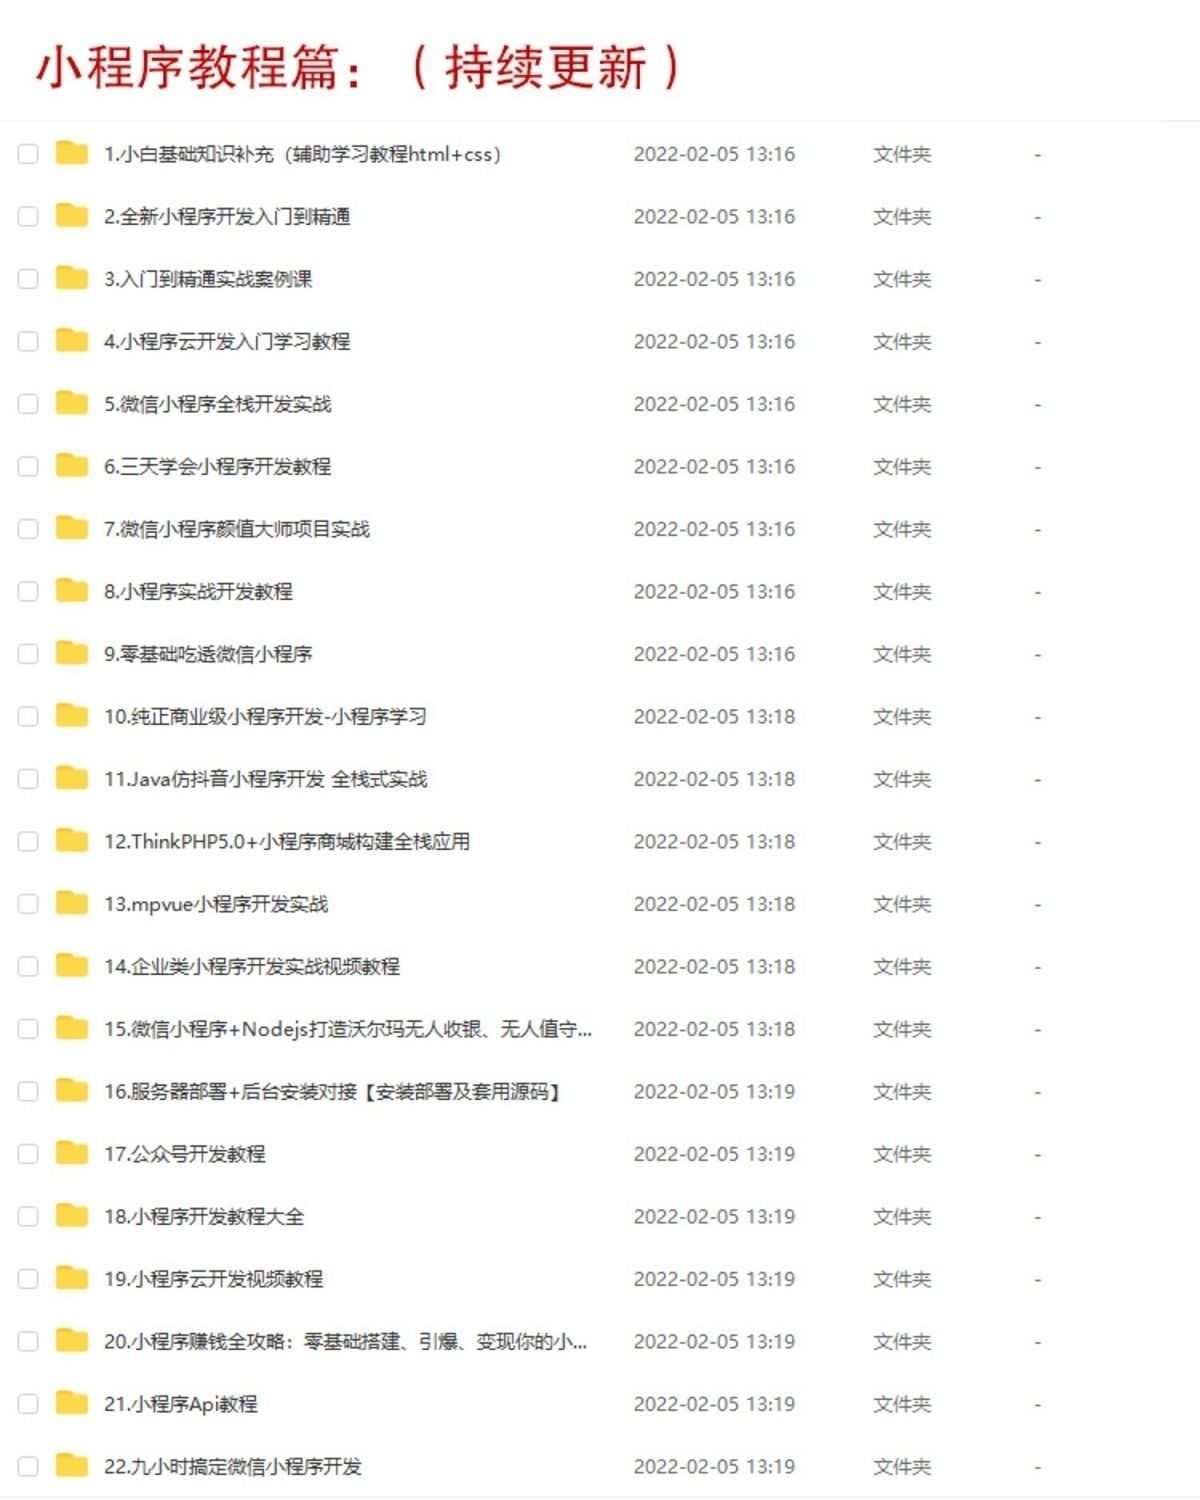 小程序教程篇：（持续更新）
1.小白基础知识补充（辅助学习教程html+css） 2022-02-05 13:16 文件夹 -
2.全新小程序开发入门到精通 2022-02-05 13:16 文件夹 -
3.入门到精通实战案例课 2022-02-05 13:16 文件夹 -
4.小程序云开发入门学习教程 2022-02-05 13:16 文件夹 -
5.微信小程序全栈开发实战 2022-02-05 13:16 文件夹 -
6.三天学会小程序开发教程 2022-02-05 13:16 文件夹 -
7.微信小程序颜值大师项目实战 2022-02-05 13:16 文件夹 -
8.小程序实战开发教程 2022-02-05 13:16 文件夹 -
9.零基础吃透微信小程序 2022-02-05 13:16 文件夹 -
10.纯正商业级小程序开发-小程序学习 2022-02-05 13:18 文件夹 -
11.Java仿抖音小程序开发 全栈式实战 2022-02-05 13:18 文件夹 -
12.ThinkPHP5.0+小程序商城构建全栈应用 2022-02-05 13:18 文件夹 -
13.mpvue小程序开发实战 2022-02-05 13:18 文件夹 -
14.企业类小程序开发实战视频教程 2022-02-05 13:18 文件夹 -
15.微信小程序+Nodejs打造沃尔玛无人收银、无人值守... 2022-02-05 13:18 文件夹 -
16.服务器部署+后台安装对接【安装部署及套用源码】 2022-02-05 13:19 文件夹 -
17.公众号开发教程 2022-02-05 13:19 文件夹 -
18.小程序开发教程大全 2022-02-05 13:19 文件夹 -
19.小程序云开发视频教程 2022-02-05 13:19 文件夹 -
20.小程序赚钱全攻略：零基础搭建、引爆、变现你的小... 2022-02-05 13:19 文件夹 -
21.小程序Api教程 2022-02-05 13:19 文件夹 -
22.九小时搞定微信小程序开发 2022-02-05 13:19 文件夹 -